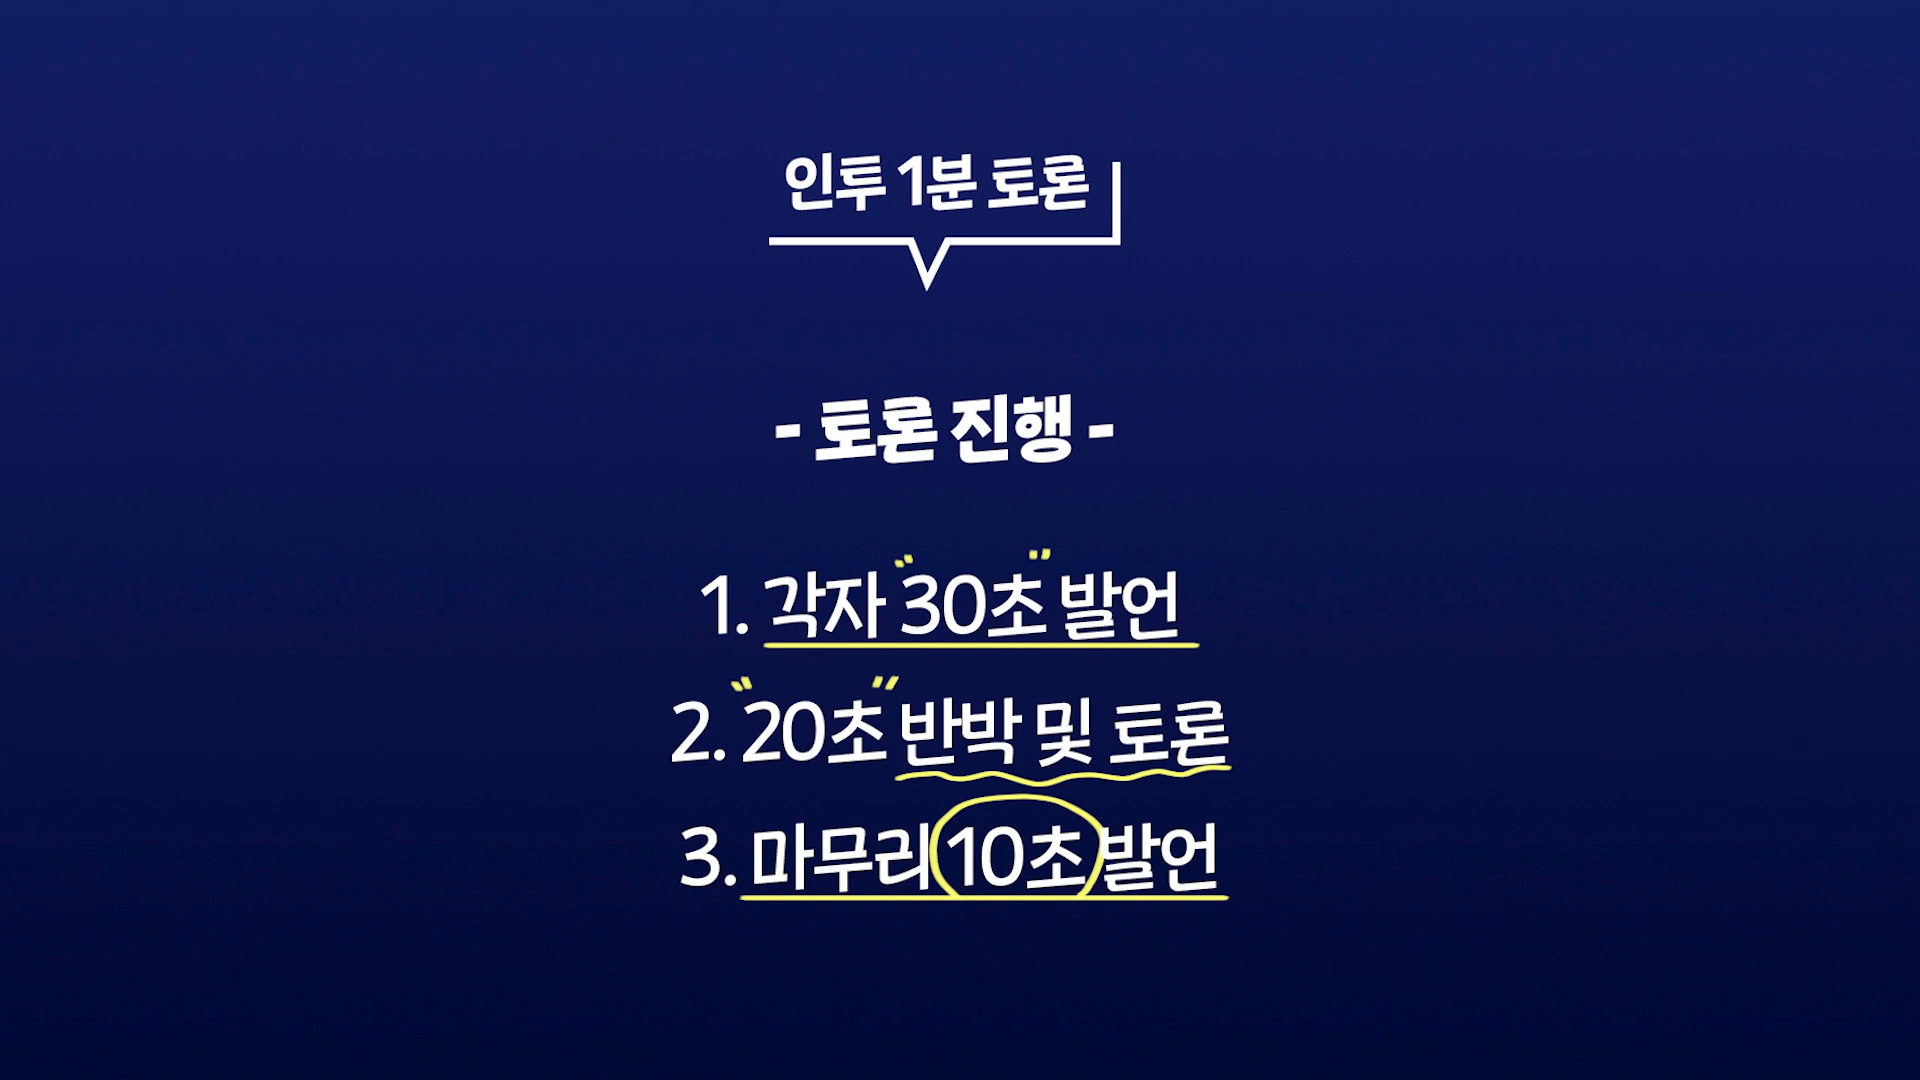 인투 1분 토론
- 토론 진행 -
1. 각자 "30초" 발언
2. "20초" 반박 및 토론
3. 마무리 10초 발언